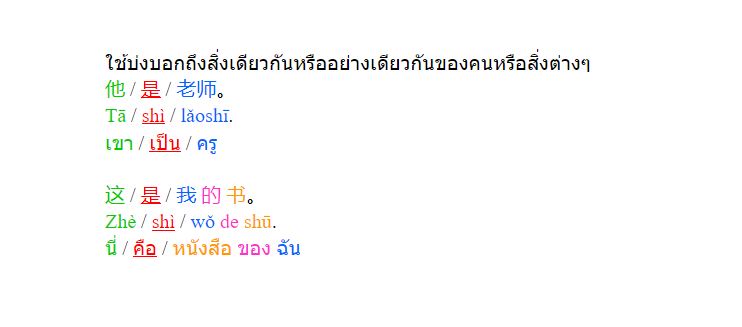 ใช้บ่งบอกถึงสิ่งเดียวกันหรืออย่างเดียวกันของคนหรือสิ่งต่างๆ
他 / 是 / 老师。
Tā / shì / lǎoshī.
เขา / เป็น / ครู
这 / 是 / 我 的 书。
Zhè / shì / wǒ de shū.
นี่ / คือ / หนังสือ ของ ฉัน